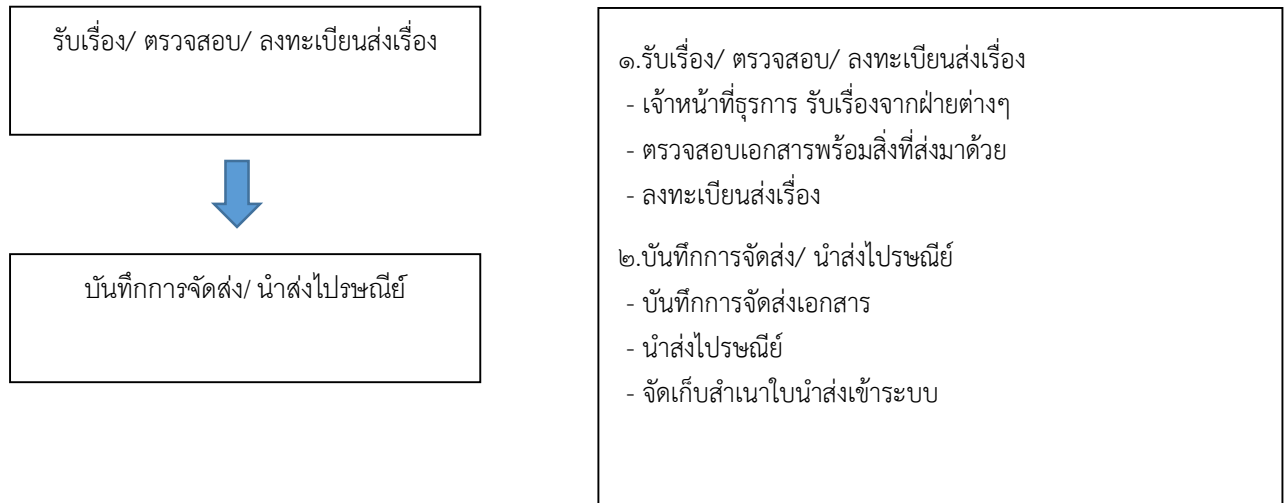 รับเรื่อง/ ตรวจสอบ/ ลงทะเบียนส่งเรื่อง
บันทึกการจัดส่ง/ นำส่งไปรษณีย์
๑.รับเรื่อง/ ตรวจสอบ/ ลงทะเบียนส่งเรื่อง
- เจ้าหน้าที่ธุรการ รับเรื่องจากฝ่ายต่างๆ
- ตรวจสอบเอกสารพร้อมสิ่งที่ส่งมาด้วย
- ลงทะเบียนส่งเรื่อง
๒.บันทึกการจัดส่ง/ นำส่งไปรษณีย์
- บันทึกการจัดส่งเอกสาร
- นำส่งไปรษณีย์
- จัดเก็บสำเนาใบนำส่งเข้าระบบ